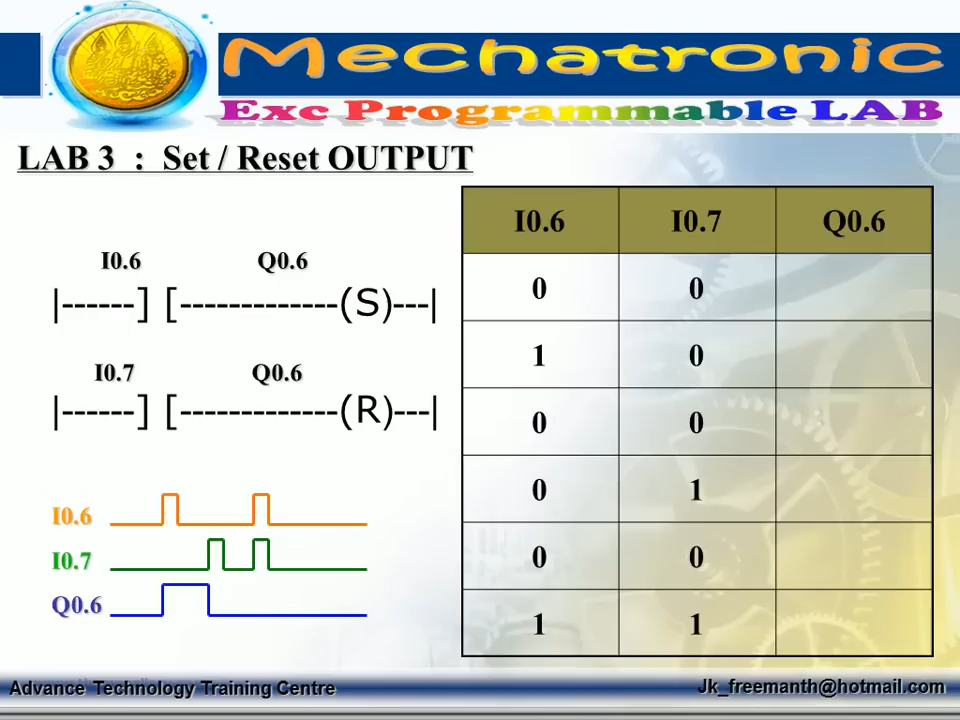 Mechatronic
Exc Programmable LAB
LAB 3 : Set / Reset OUTPUT
I0.6 Q0.6
|------] [-------------(S)---|
I0.7 Q0.6
|------] [-------------(R)---|
I0.6
I0.7
Q0.6
I0.6 I0.7 Q0.6
0 0
1 0
0 0
0 1
0 0
1 1
Advance Technology Training Centre
Jk_freemanth@hotmail.com